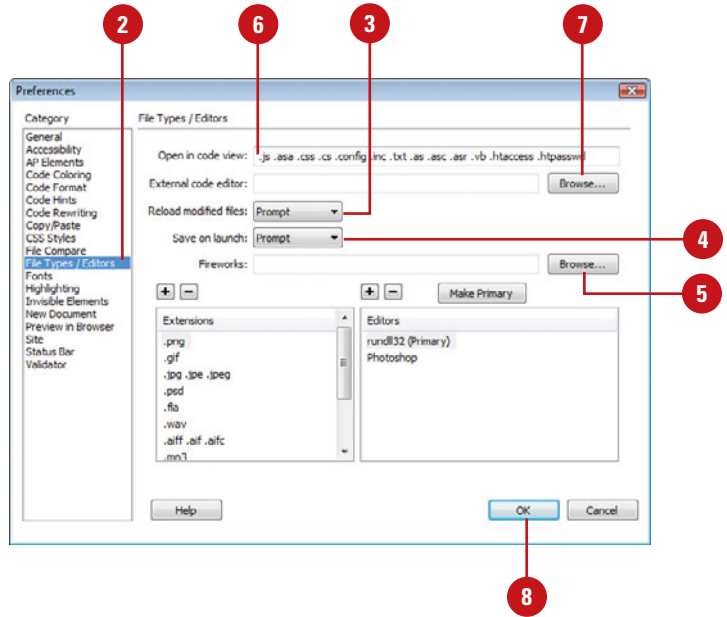 2
6
3
7
Preferences
Category
General
Accessibility
AP Elements
Code Coloring
Code Format
Code Hints
Code Rewriting
Copy/Paste
CSS Styles
File Compare
File Types / Editors
Fonts
Highlighting
Invisible Elements
New Document
Preview in Browser
Site
Status Bar
Validator
File Types / Editors
Open in code view: .js .asa .css .cs .config .inc .txt .as .asc .asr .vb .htaccess .htpasswd
External code editor: Browse...
Reload modified files: Prompt
Save on launch: Prompt
4
Fireworks: Browse...
5
+ − + − Make Primary
Extensions
.png
.gif
.jpg .jpe .jpeg
.psd
.fla
.wav
.aiff .aif .aifc
.mp3
Editors
rundll32 (Primary)
Photoshop
Help OK Cancel
8